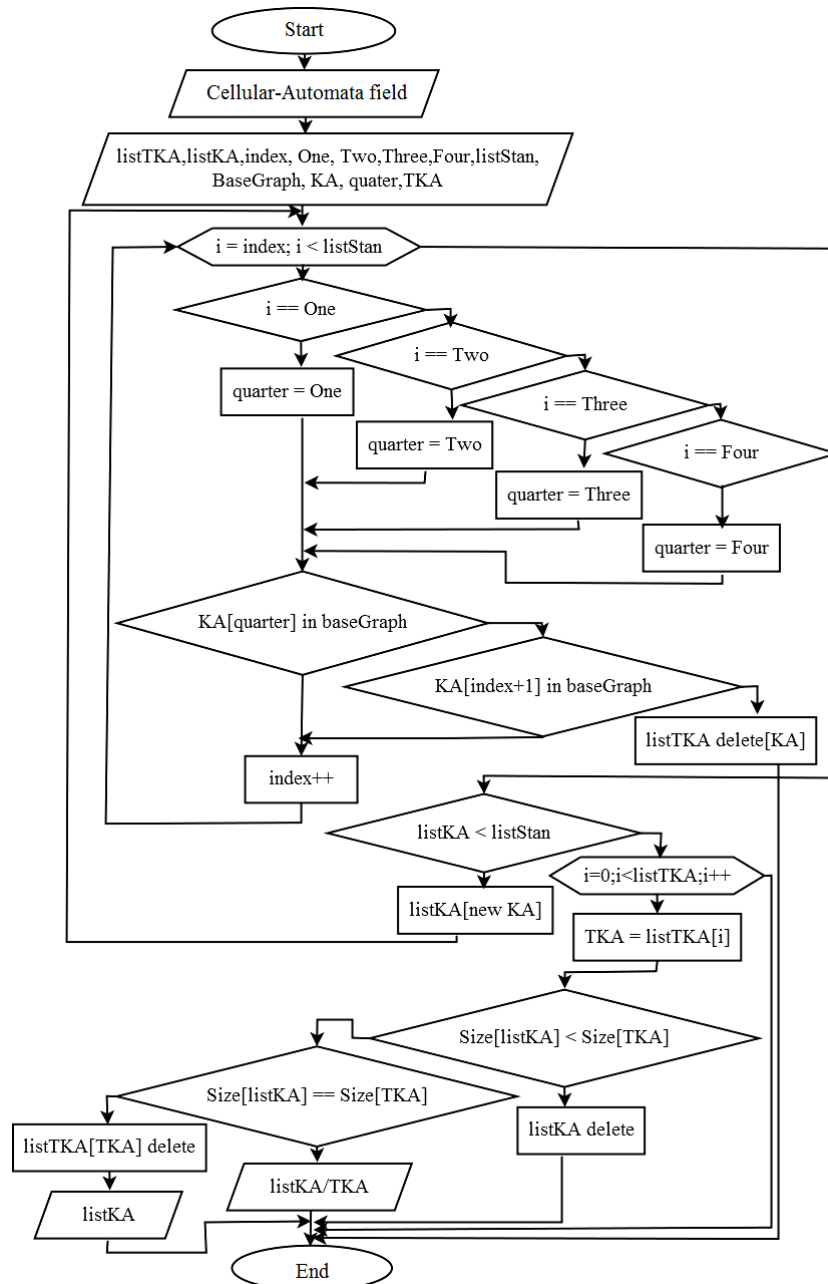 Start
Cellular-Automata field
listTKA,listKA,index, One, Two,Three,Four,listStan,
BaseGraph, KA, quater,TKA
i = index; i < listStan
i == One
i == Two
quarter = One
i == Three
quarter = Two
i == Four
quarter = Three
quarter = Four
KA[quarter] in baseGraph
KA[index+1] in baseGraph
listTKA delete[KA]
index++
listKA < listStan
i=0;i<listTKA;i++
listKA[new KA]
TKA = listTKA[i]
Size[listKA] < Size[TKA]
Size[listKA] == Size[TKA]
listKA delete
listTKA[TKA] delete
listKA/TKA
listKA
End